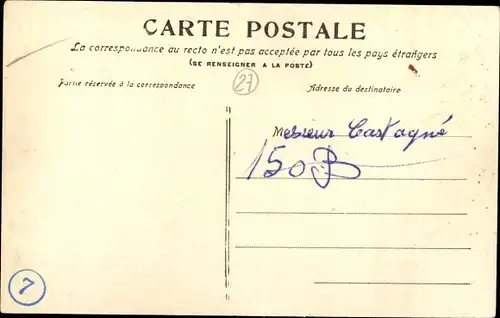 CARTE POSTALE
La correspondance au recto n'est pas acceptée par tous les pays étrangers
(SE RENSEIGNER A LA POSTE)
Partie réservée à la correspondance
Adresse du destinataire
27
Messieur Castagné
150 B
7